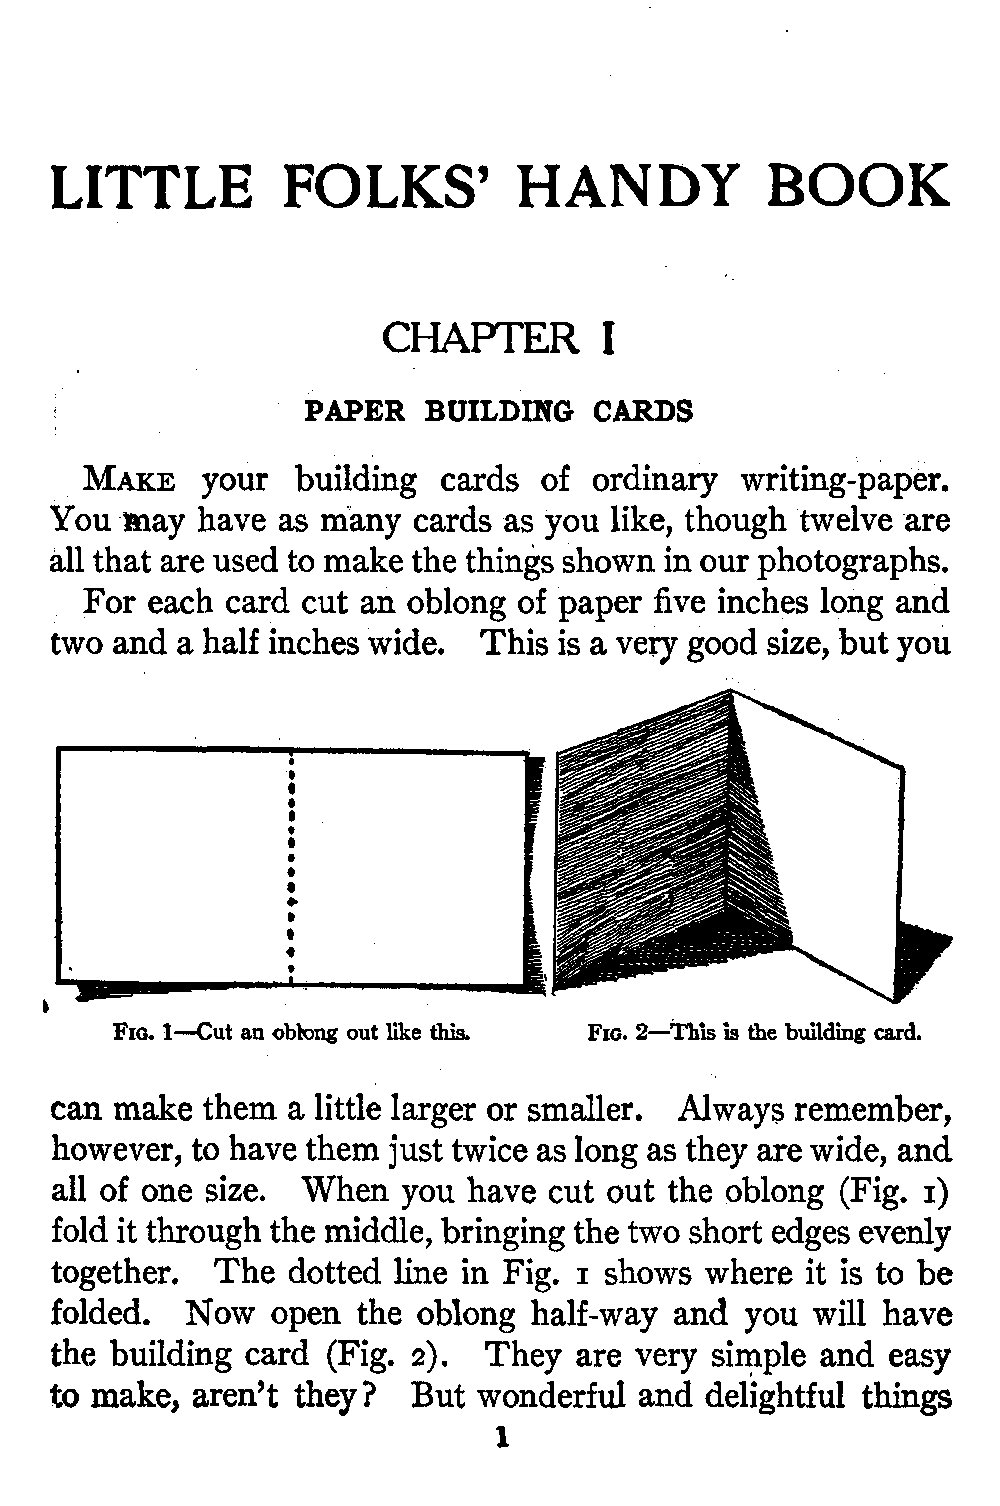 LITTLE FOLKS' HANDY BOOK
CHAPTER I
PAPER BUILDING CARDS
MAKE your building cards of ordinary writing-paper.
You may have as many cards as you like, though twelve are
all that are used to make the things shown in our photographs.
For each card cut an oblong of paper five inches long and
two and a half inches wide. This is a very good size, but you
FIG. 1—Cut an oblong out like this.
FIG. 2—This is the building card.
can make them a little larger or smaller. Always remember,
however, to have them just twice as long as they are wide, and
all of one size. When you have cut out the oblong (Fig. 1)
fold it through the middle, bringing the two short edges evenly
together. The dotted line in Fig. 1 shows where it is to be
folded. Now open the oblong half-way and you will have
the building card (Fig. 2). They are very simple and easy
to make, aren't they? But wonderful and delightful things
1